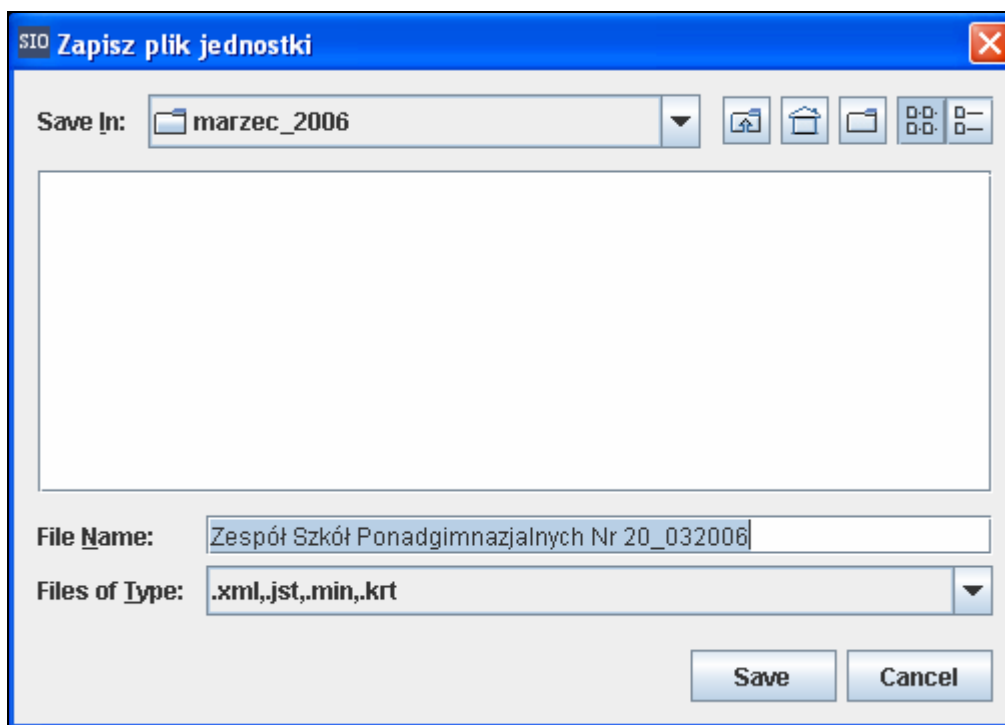 SIO Zapisz plik jednostki
Save In: marzec_2006
File Name: Zespół Szkół Ponadgimnazjalnych Nr 20_032006
Files of Type: .xml,.jst,.min,.krt
Save Cancel